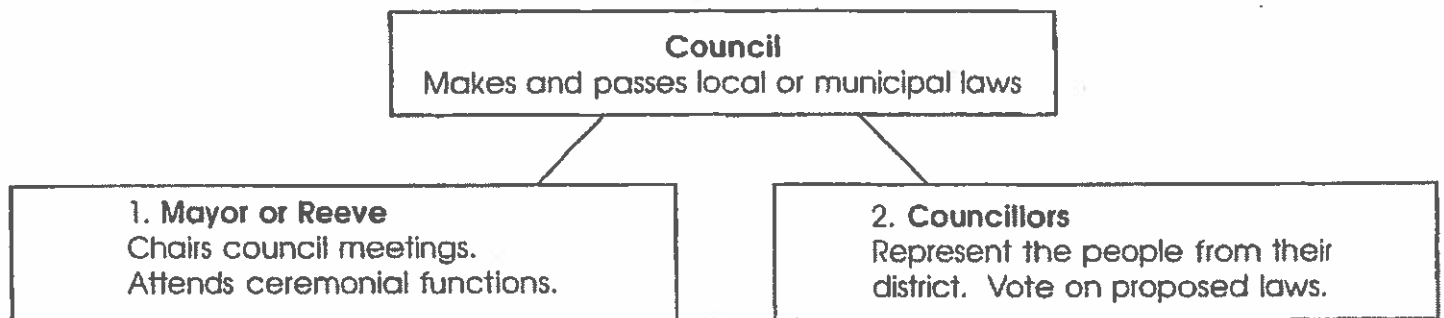 Council
Makes and passes local or municipal laws
1. Mayor or Reeve
Chairs council meetings.
Attends ceremonial functions.
2. Councillors
Represent the people from their
district. Vote on proposed laws.